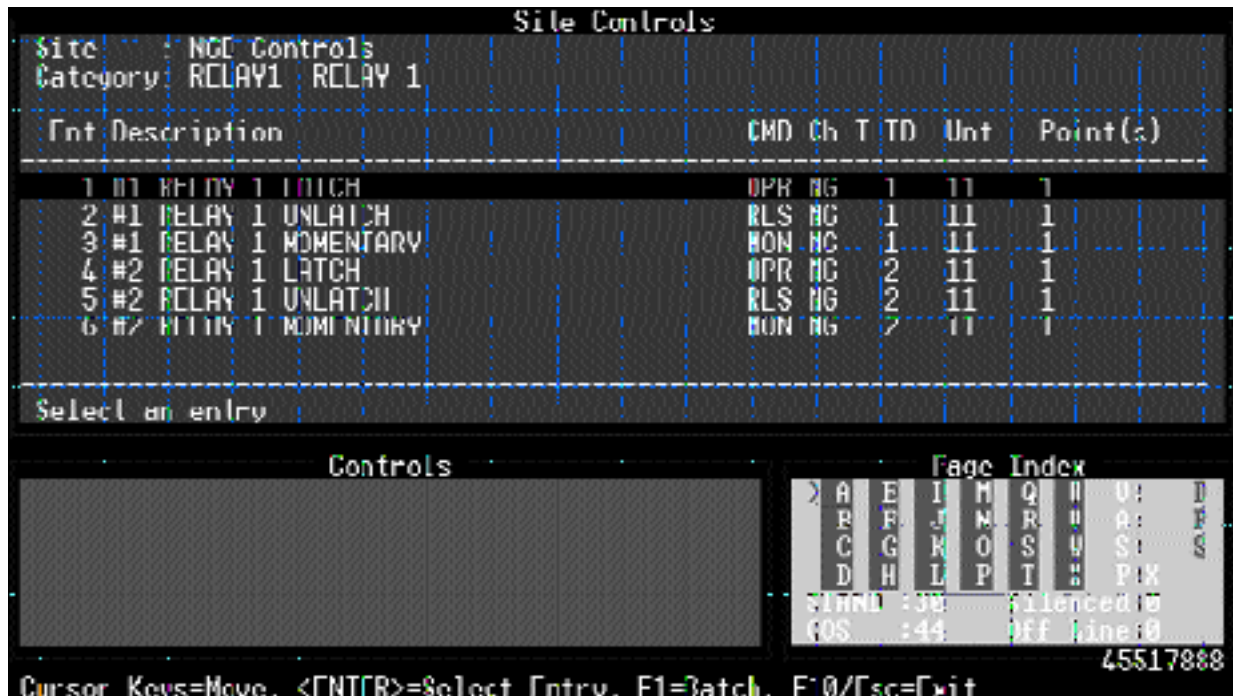 Site Controls
Site : NGE Controls
Category: RELAY1 RELAY 1
Ent Description CMD Ch T TD Unt Point(s)
1 #1 RELAY 1 LATCH OPR NG 1 11 1
2 #1 RELAY 1 UNLATCH RLS NG 1 11 1
3 #1 RELAY 1 MOMENTARY MON NG 1 11 1
4 #2 RELAY 1 LATCH OPR NG 2 11 1
5 #2 RELAY 1 UNLATCH RLS NG 2 11 1
6 #2 RELAY 1 MOMENTARY MON NG 2 11 1
Select an entry
Controls
Page Index
A E I M Q U U:
B F J N R V A:
C G K O S W S:
D H L P T X P:X
STAND :30 Silenced:0
COS :44 Off Line:0
45517888
Cursor Keys=Move, <ENTER>=Select Entry, F1=Batch, F10/Esc=Exit